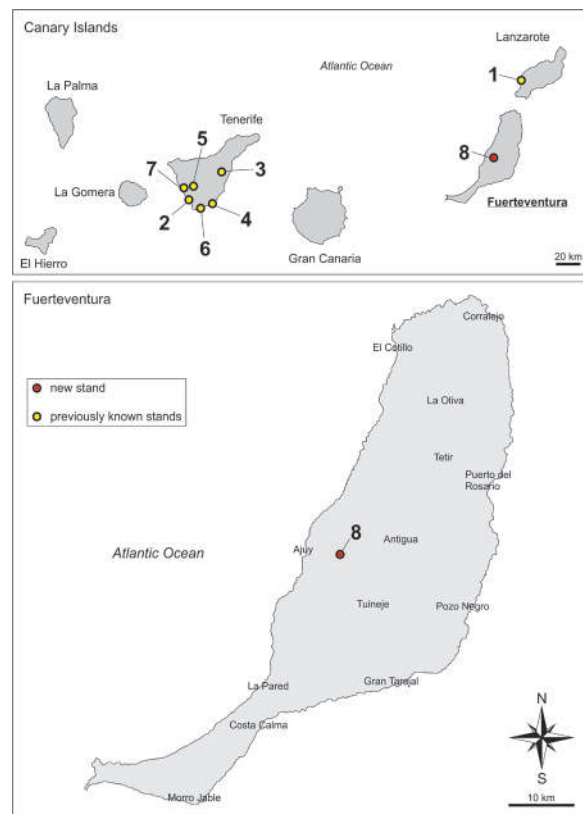 Canary Islands
Lanzarote
Atlantic Ocean
1
La Palma
Tenerife
5
8
7
3
La Gomera
Fuerteventura
2
4
6
El Hierro
Gran Canaria
20 km
Fuerteventura
Corralejo
El Cotillo
new stand
La Oliva
previously known stands
Tetir
Puerto del
Rosario
8
Atlantic Ocean
Ajuy
Antigua
Tuineje
Pozo Negro
La Pared
Gran Tarajal
N
Costa Calma
S
Morro Jable
10 km